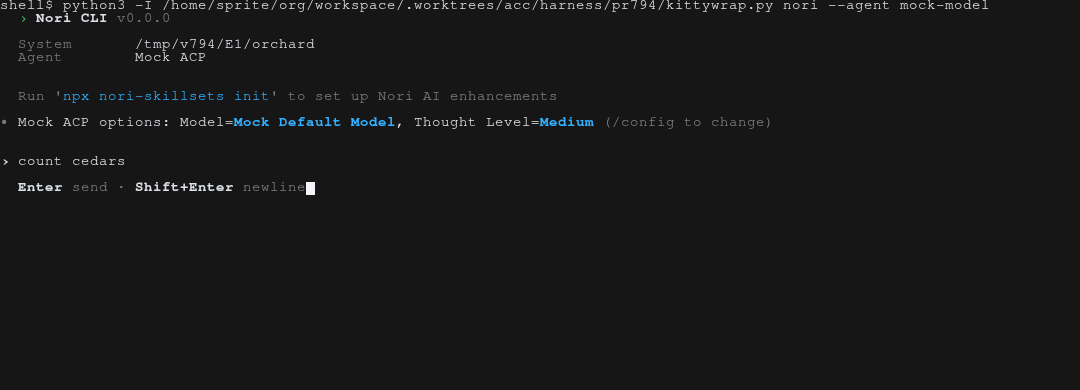 shell$ python3 -I /home/sprite/org/workspace/.worktrees/acc/harness/pr794/kittywrap.py nori --agent mock-model
› Nori CLI v0.0.0
System /tmp/v794/E1/orchard
Agent Mock ACP
Run 'npx nori-skillsets init' to set up Nori AI enhancements
• Mock ACP options: Model=Mock Default Model, Thought Level=Medium (/config to change)
› count cedars
Enter send · Shift+Enter newline